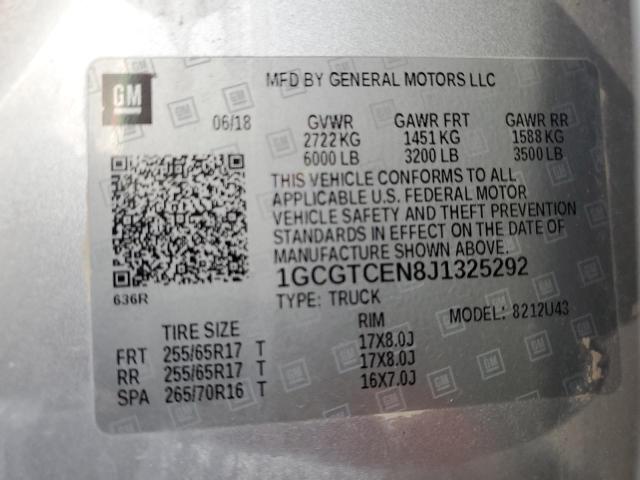 GM
MFD BY GENERAL MOTORS LLC
06/18 GVWR GAWR FRT GAWR RR
2722 KG 1451 KG 1588 KG
6000 LB 3200 LB 3500 LB
THIS VEHICLE CONFORMS TO ALL
APPLICABLE U.S. FEDERAL MOTOR
VEHICLE SAFETY AND THEFT PREVENTION
STANDARDS IN EFFECT ON THE DATE OF
MANUFACTURE SHOWN ABOVE.
1GCGTCEN8J1325292
636R
TYPE: TRUCK MODEL: 8212U43
TIRE SIZE RIM
FRT 255/65R17 T 17X8.0J
RR 255/65R17 T 17X8.0J
SPA 265/70R16 T 16X7.0J